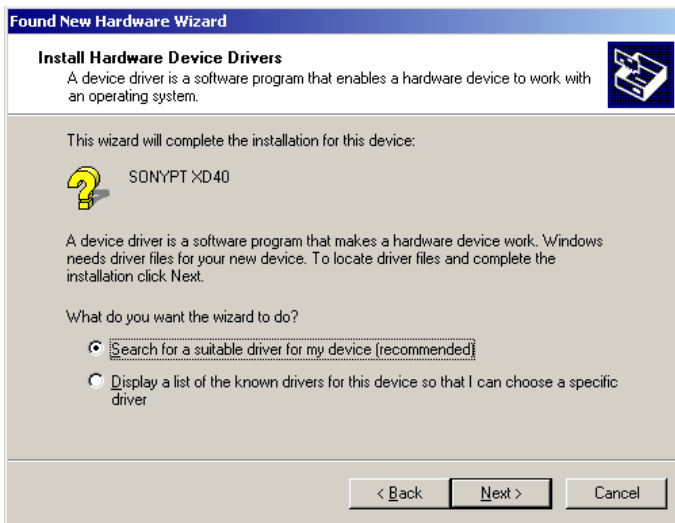 Found New Hardware Wizard
Install Hardware Device Drivers
A device driver is a software program that enables a hardware device to work with
an operating system.
This wizard will complete the installation for this device:
SONYPT XD40
A device driver is a software program that makes a hardware device work. Windows
needs driver files for your new device. To locate driver files and complete the
installation click Next.
What do you want the wizard to do?
Search for a suitable driver for my device (recommended)
Display a list of the known drivers for this device so that I can choose a specific
driver
< Back Next > Cancel